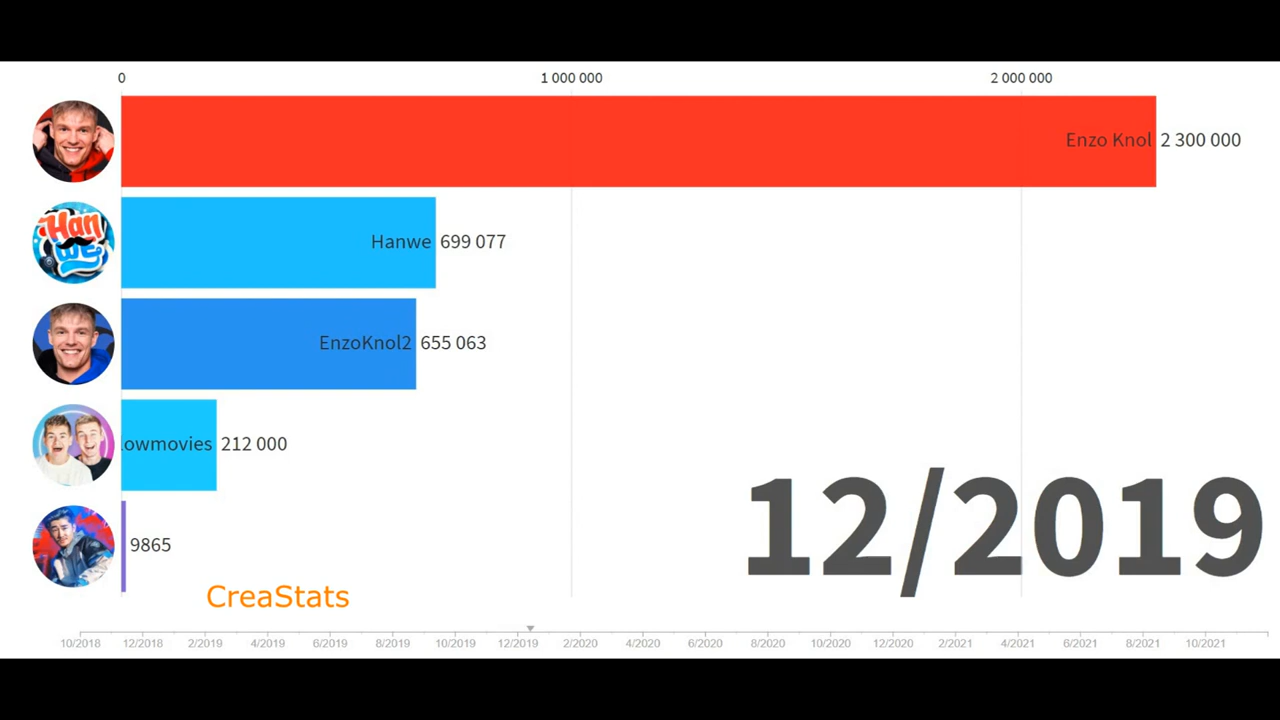 0 1 000 000 2 000 000
Enzo Knol 2 300 000
Han
we
Hanwe 699 077
EnzoKnol2 655 063
owmovies 212 000
9865
12/2019
CreaStats
10/2018 12/2018 2/2019 4/2019 6/2019 8/2019 10/2019 12/2019 2/2020 4/2020 6/2020 8/2020 10/2020 12/2020 2/2021 4/2021 6/2021 8/2021 10/2021